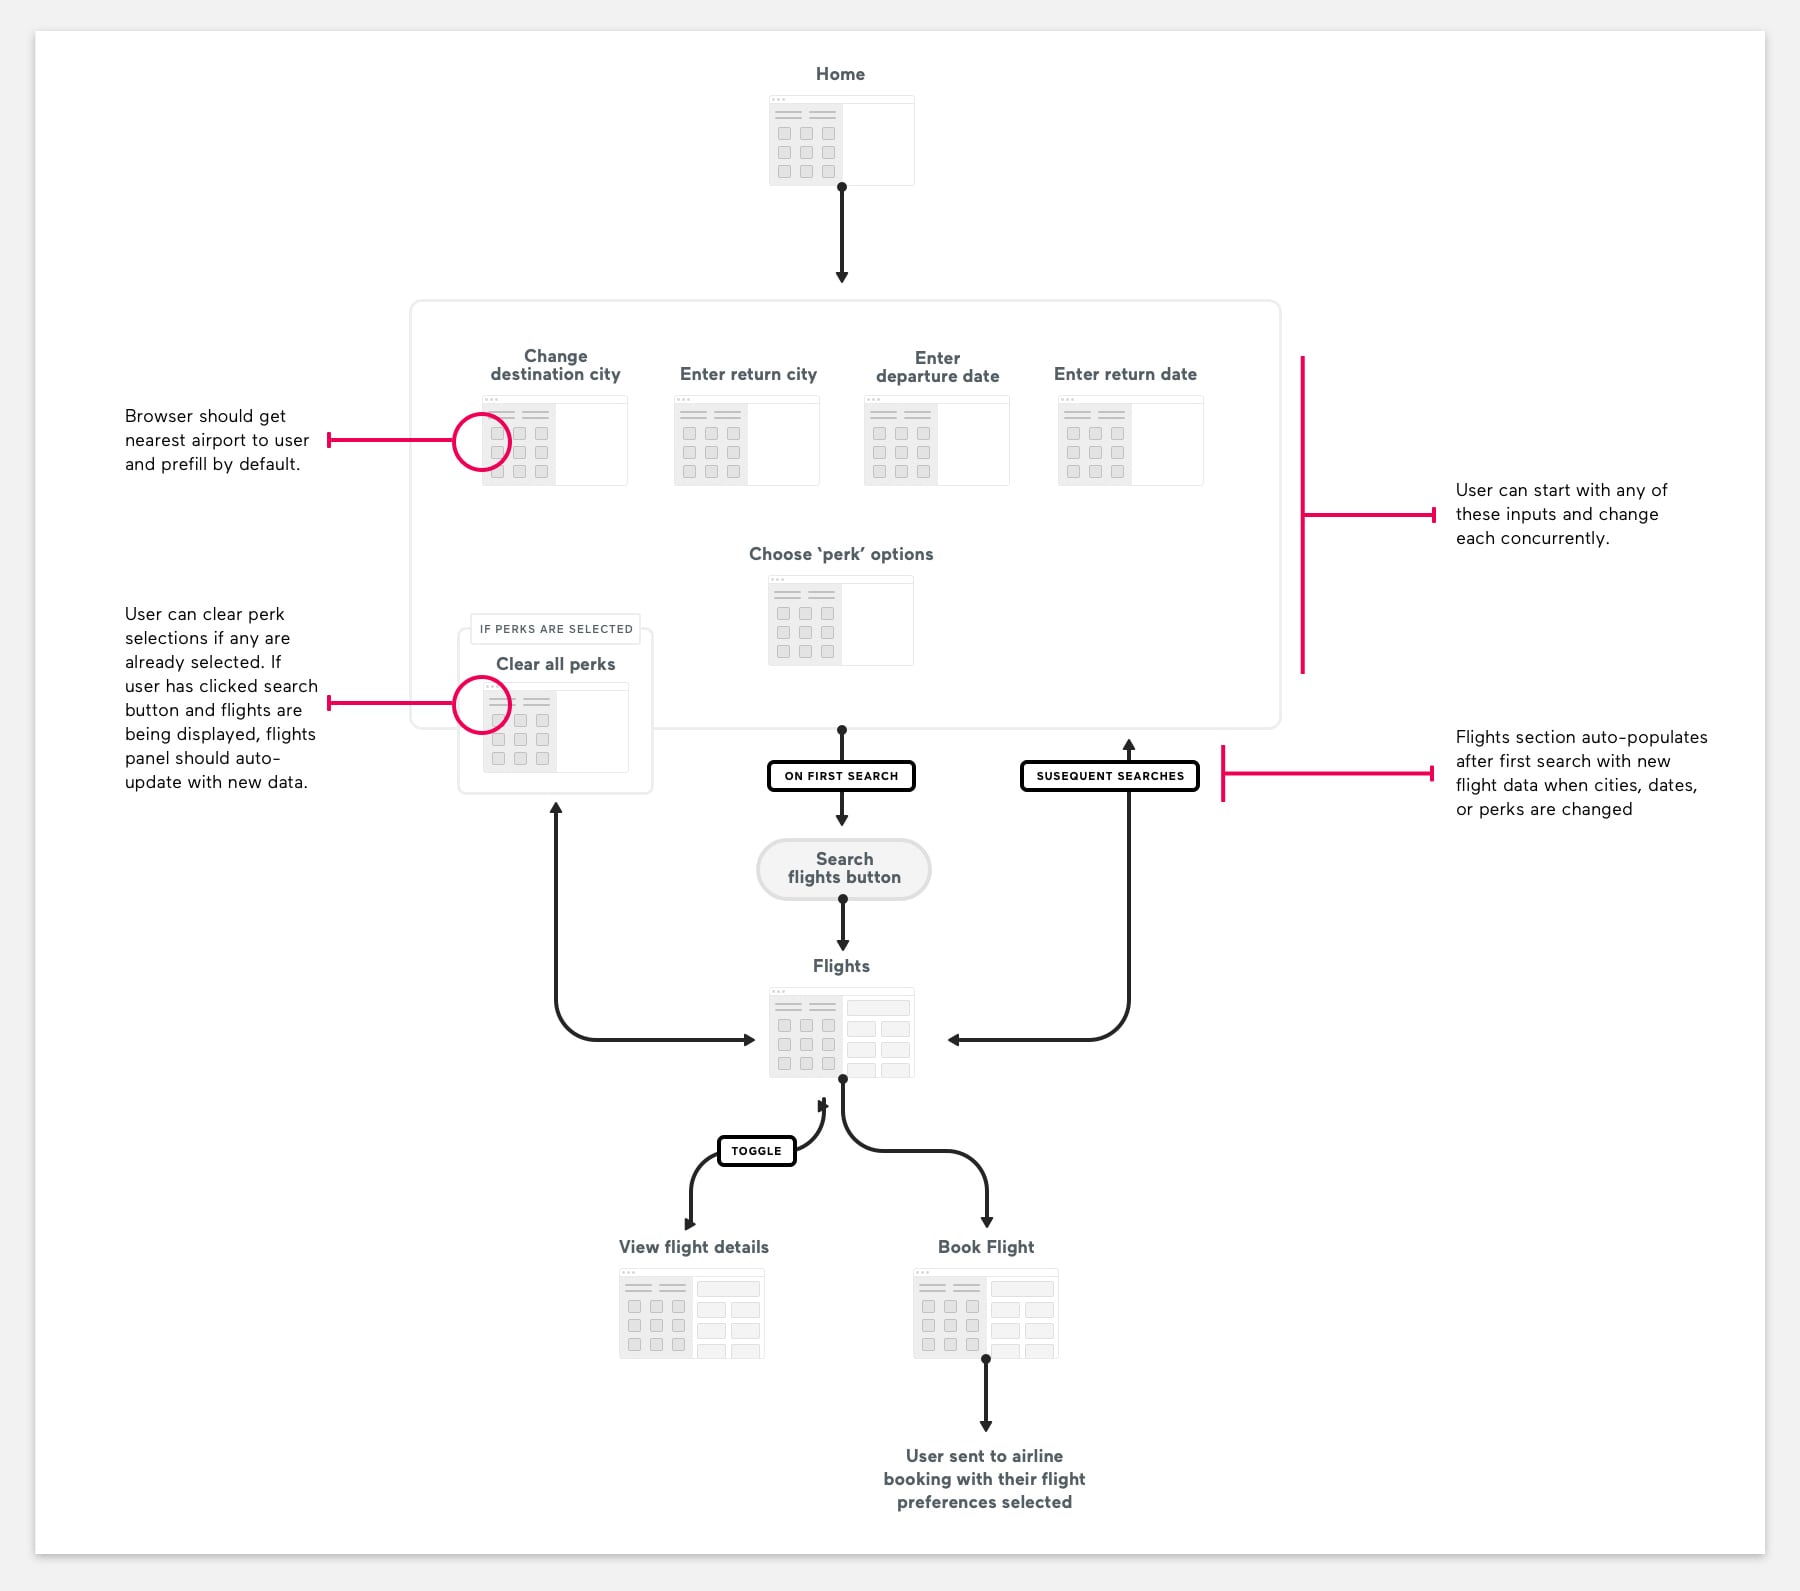 Home
Change
destination city
Enter return city
Enter
departure date
Enter return date
Browser should get
nearest airport to user
and prefill by default.
User can start with any of
these inputs and change
each concurrently.
Choose ‘perk’ options
User can clear perk
selections if any are
already selected. If
user has clicked search
button and flights are
being displayed, flights
panel should auto-
update with new data.
IF PERKS ARE SELECTED
Clear all perks
ON FIRST SEARCH
SUSEQUENT SEARCHES
Flights section auto-populates
after first search with new
flight data when cities, dates,
or perks are changed
Search
flights button
Flights
TOGGLE
View flight details
Book Flight
User sent to airline
booking with their flight
preferences selected